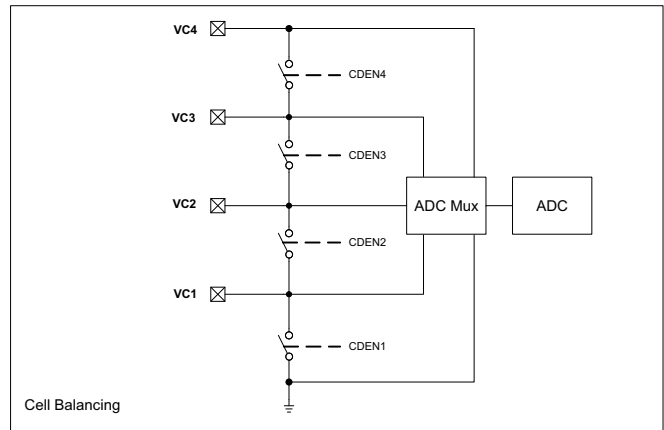 VC4
CDEN4
VC3
CDEN3
VC2
ADC Mux
ADC
CDEN2
VC1
CDEN1
Cell Balancing